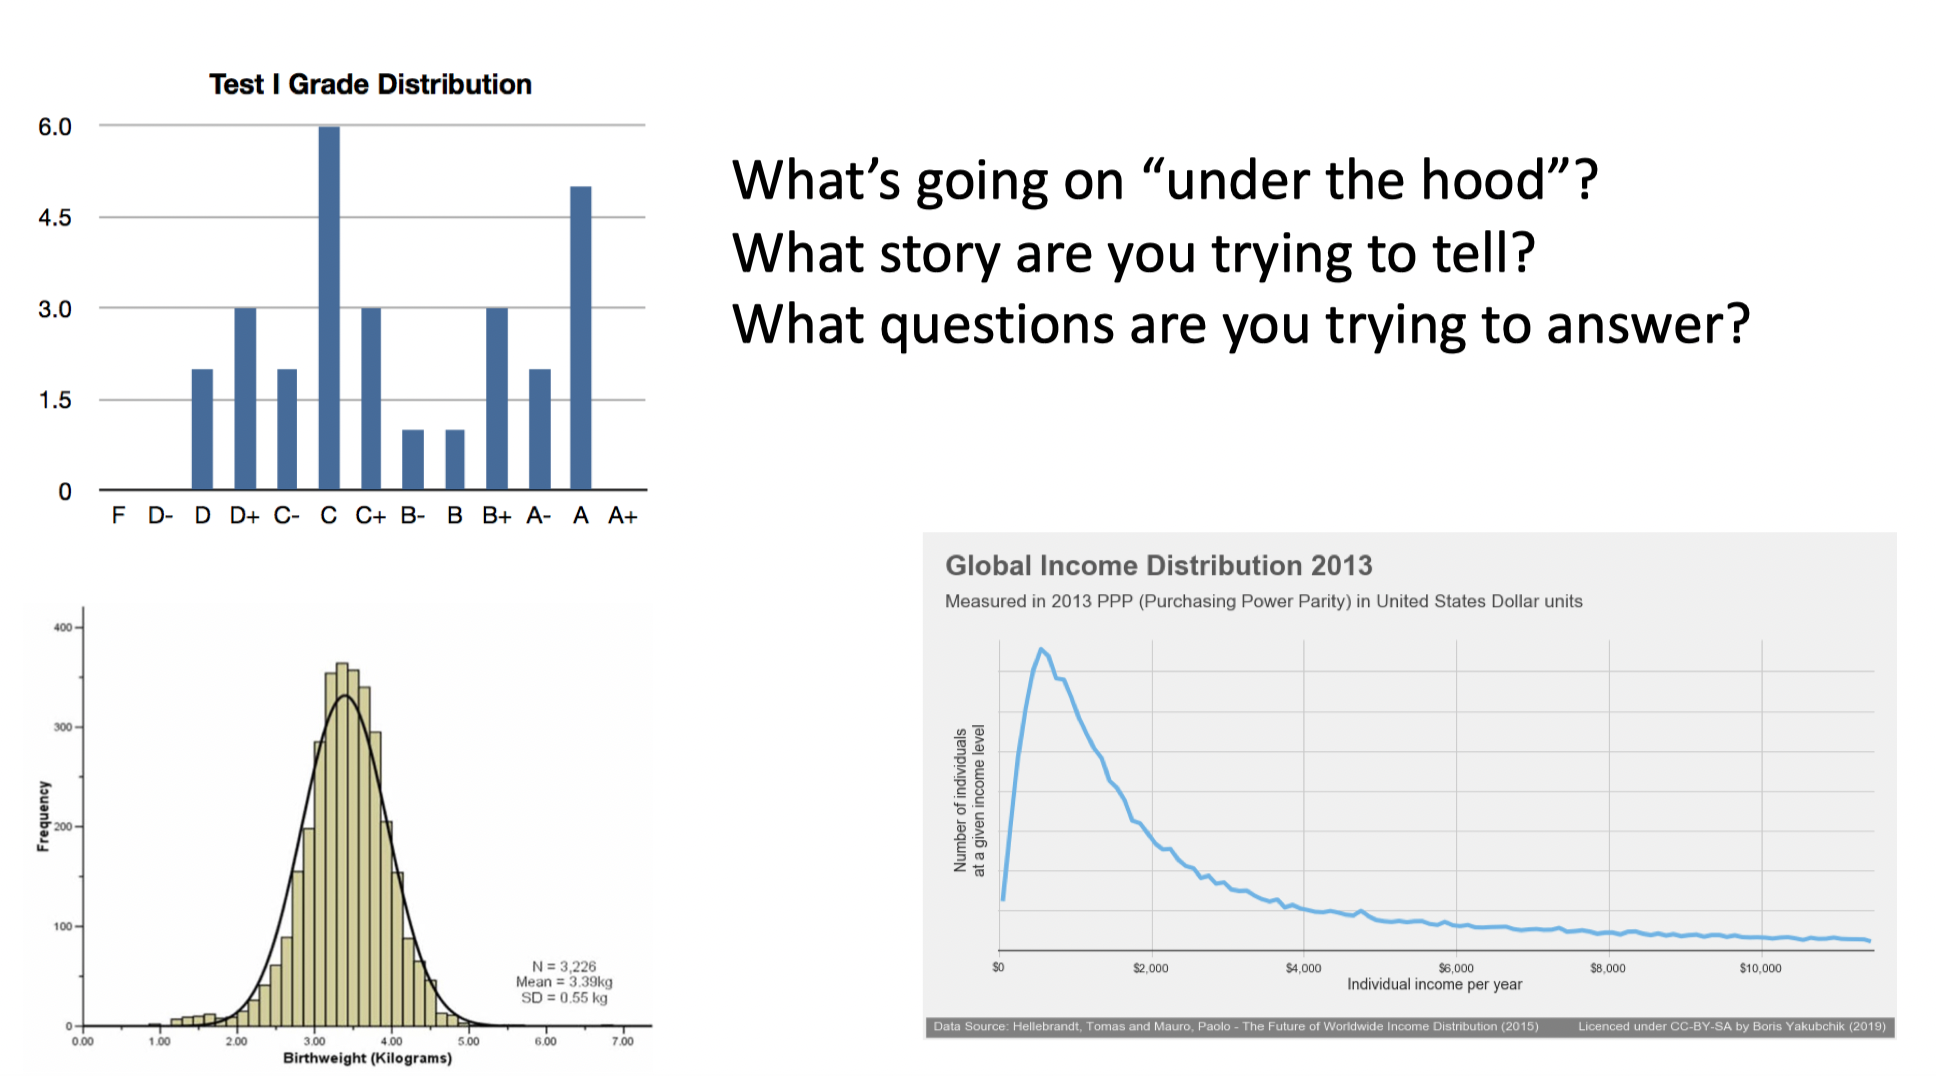 Test I Grade Distribution
6.0
4.5
3.0
1.5
0
F D- D D+ C- C C+ B- B B+ A- A A+
What’s going on “under the hood”?
What story are you trying to tell?
What questions are you trying to answer?
400
300
200
100
0
Frequency
N = 3,226
Mean = 3.39kg
SD = 0.55 kg
0.00 1.00 2.00 3.00 4.00 5.00 6.00 7.00
Birthweight (Kilograms)
Global Income Distribution 2013
Measured in 2013 PPP (Purchasing Power Parity) in United States Dollar units
Number of individuals
at a given income level
$0 $2,000 $4,000 $6,000 $8,000 $10,000
Individual income per year
Data Source: Hellebrandt, Tomas and Mauro, Paolo - The Future of Worldwide Income Distribution (2015) Licenced under CC-BY-SA by Boris Yakubchik (2019)